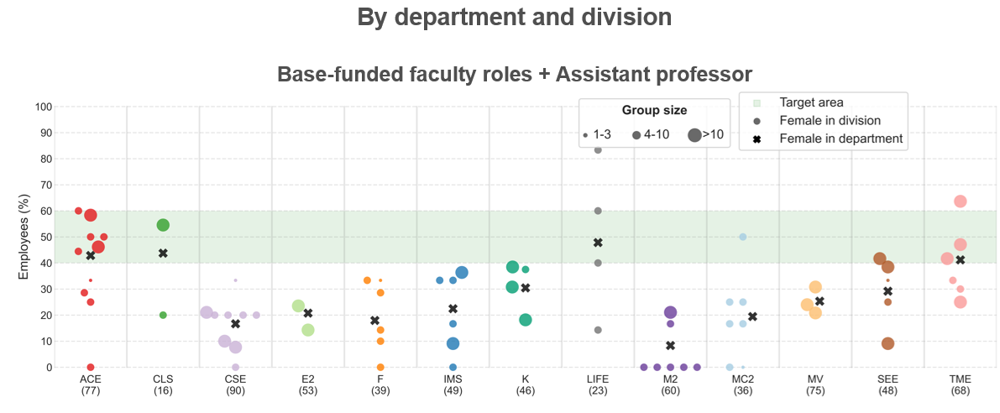 By department and division
Base-funded faculty roles + Assistant professor
Group size
1-3 4-10 >10
Target area
Female in division
Female in department
Employees (%)
100
90
80
70
60
50
40
30
20
10
0
ACE CLS CSE E2 F IMS K LIFE M2 MC2 MV SEE TME
(77) (16) (90) (53) (39) (49) (46) (23) (60) (36) (75) (48) (68)